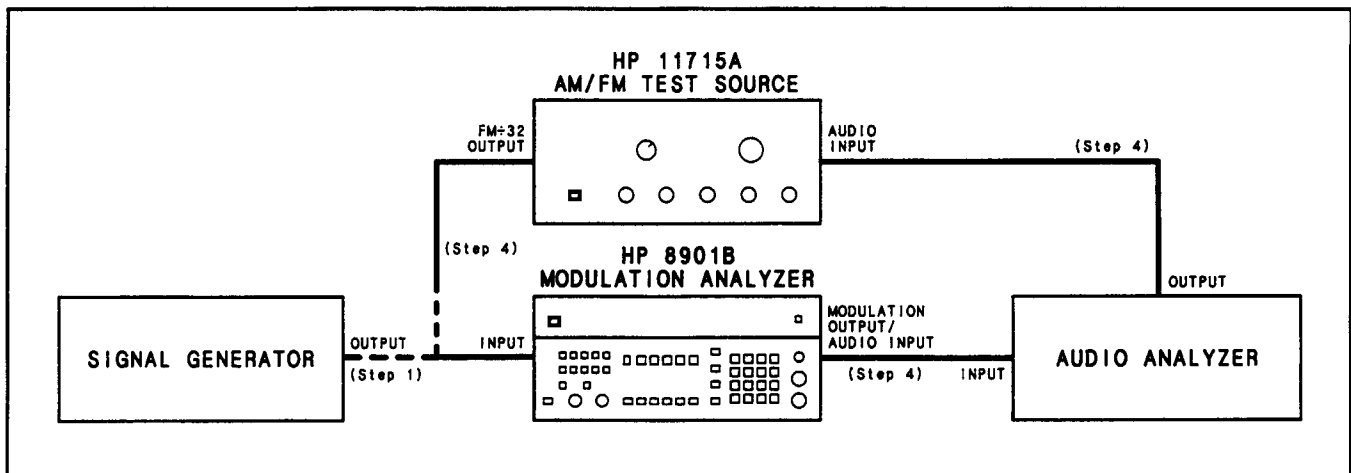 HP 11715A
AM/FM TEST SOURCE
FM÷32
OUTPUT
AUDIO
INPUT
(Step 4)
(Step 4)
HP 8901B
MODULATION ANALYZER
SIGNAL GENERATOR
OUTPUT
(Step 1)
INPUT
MODULATION
OUTPUT/
AUDIO INPUT
(Step 4)
INPUT
OUTPUT
AUDIO ANALYZER